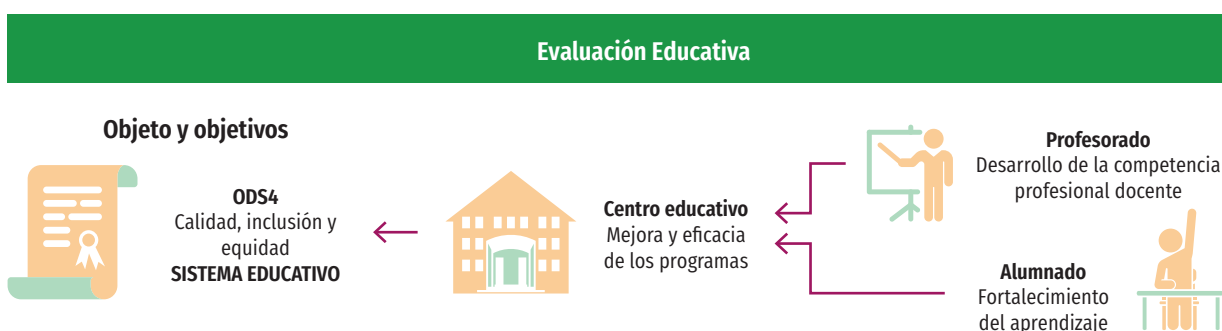 Evaluación Educativa
Objeto y objetivos
ODS4
Calidad, inclusión y
equidad
SISTEMA EDUCATIVO
Centro educativo
Mejora y eficacia
de los programas
Profesorado
Desarrollo de la competencia
profesional docente
Alumnado
Fortalecimiento
del aprendizaje